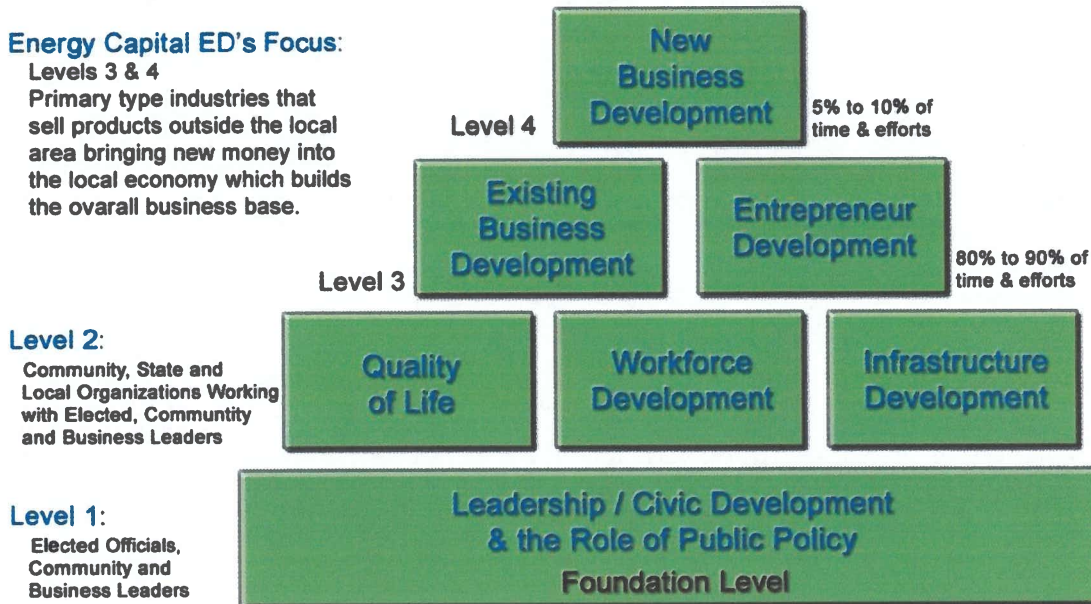 Energy Capital ED's Focus:
Levels 3 & 4
Primary type industries that
sell products outside the local
area bringing new money into
the local economy which builds
the ovarall business base.
New
Business
Development
Level 4
5% to 10% of
time & efforts
Existing
Business
Development
Entrepreneur
Development
Level 3
80% to 90% of
time & efforts
Level 2:
Community, State and
Local Organizations Working
with Elected, Communtity
and Business Leaders
Quality
of Life
Workforce
Development
Infrastructure
Development
Level 1:
Elected Officials,
Community and
Business Leaders
Leadership / Civic Development
& the Role of Public Policy
Foundation Level